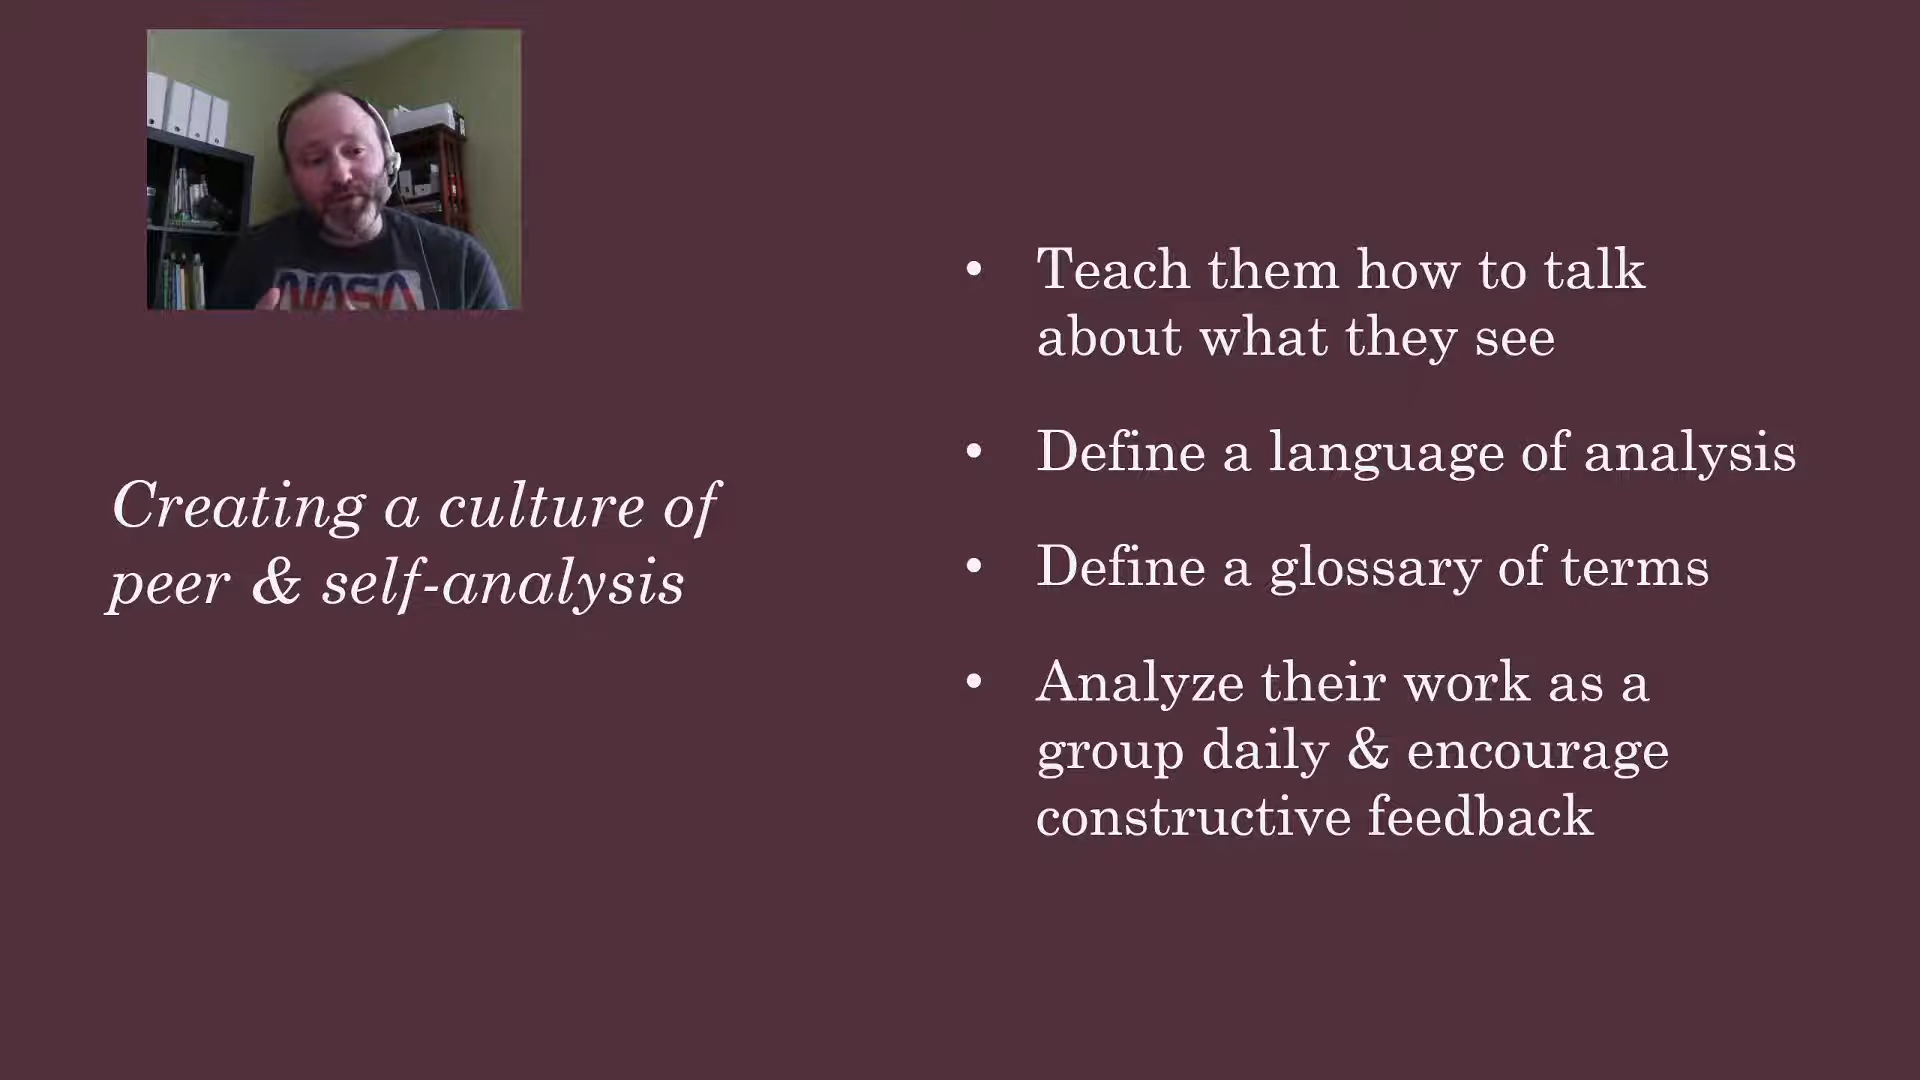 NASA
Creating a culture of
peer & self-analysis
• Teach them how to talk
about what they see
• Define a language of analysis
• Define a glossary of terms
• Analyze their work as a
group daily & encourage
constructive feedback